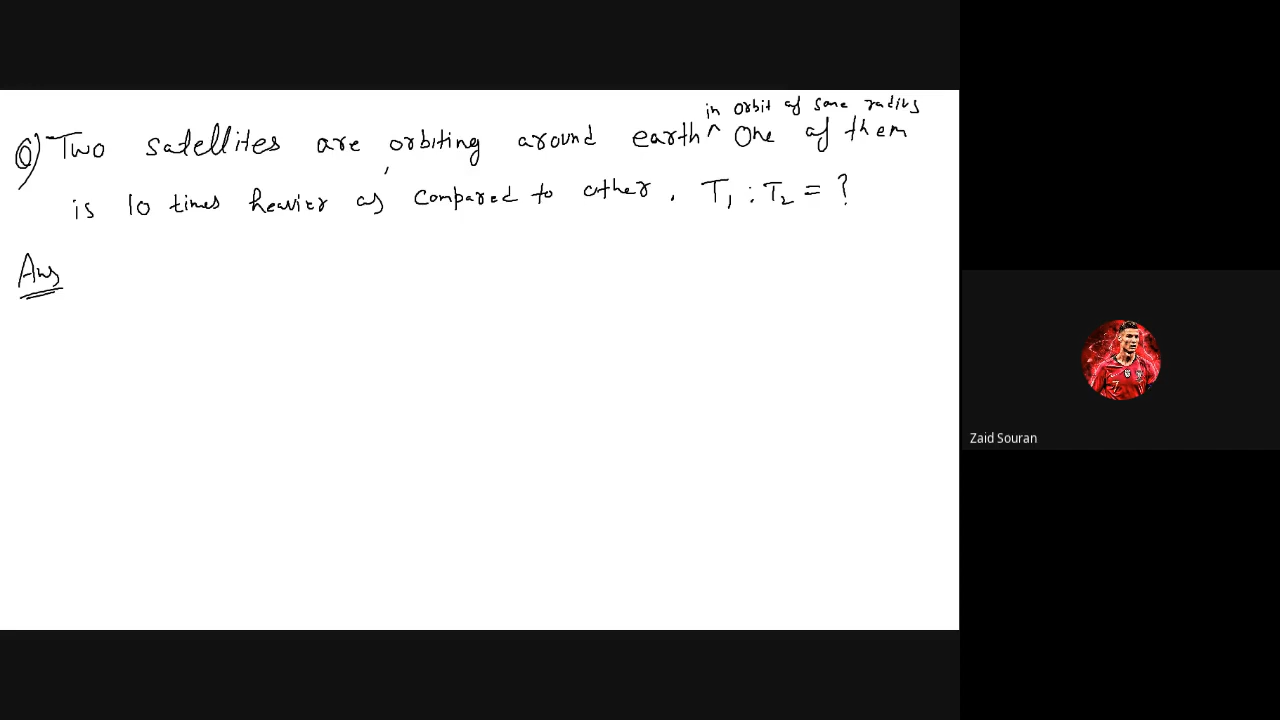 in orbit of same radius
Q) Two satellites are orbiting around earth ^ One of them
is 10 times heavier as compared to other. T₁ : T₂ = ?
Ans
7
Zaid Souran